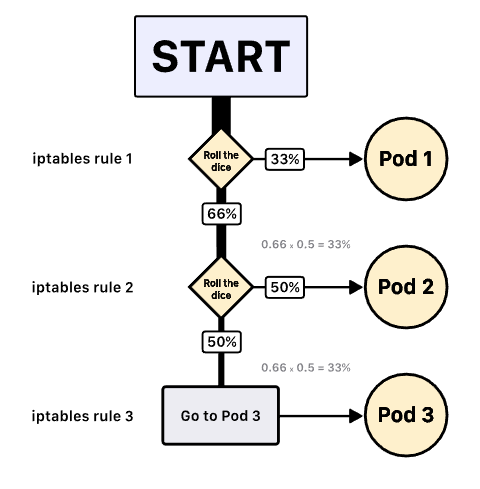 START
iptables rule 1
Roll the
dice
33%
Pod 1
66%
0.66 x 0.5 = 33%
iptables rule 2
Roll the
dice
50%
Pod 2
50%
0.66 x 0.5 = 33%
iptables rule 3
Go to Pod 3
Pod 3